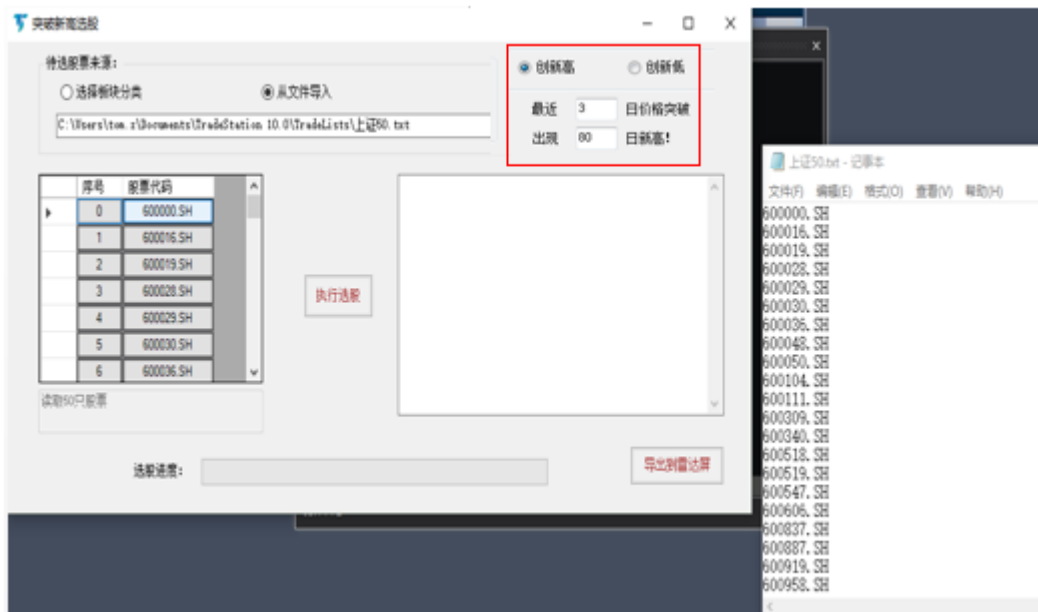 突破新高选股
待选股票来源:
选择板块分类
从文件导入
C:\Users\tom.z\Documents\TradeStation 10.0\TradeLists\上证50.txt
创新高
创新低
最近 3 日价格突破
出现 80 日新高!
序号 股票代码
0 600000.SH
1 600016.SH
2 600019.SH
3 600028.SH
4 600029.SH
5 600030.SH
6 600036.SH
读取50只股票
执行选股
选股进度:
导出到雷达屏
上证50.txt - 记事本
文件(F) 编辑(E) 格式(O) 查看(V) 帮助(H)
600000.SH
600016.SH
600019.SH
600028.SH
600029.SH
600030.SH
600036.SH
600048.SH
600050.SH
600104.SH
600111.SH
600309.SH
600340.SH
600518.SH
600519.SH
600547.SH
600606.SH
600837.SH
600887.SH
600919.SH
600958.SH